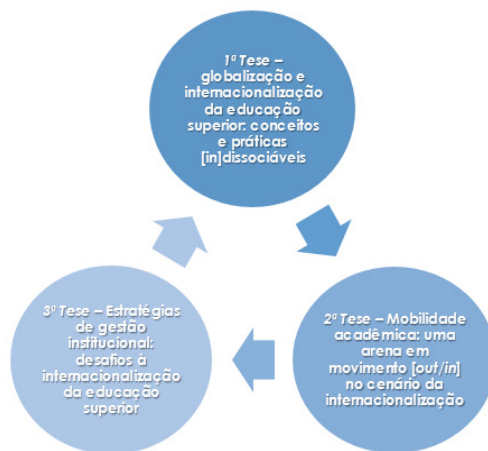 1ª Tese –
globalização e
internacionalização
da educação
superior: conceitos
e práticas
[in]dissociáveis
2ª Tese – Mobilidade
acadêmica: uma
arena em
movimento [out/in]
no cenário da
internacionalização
3ª Tese – Estratégias
de gestão
institucional:
desafios à
internacionalização
da educação
superior